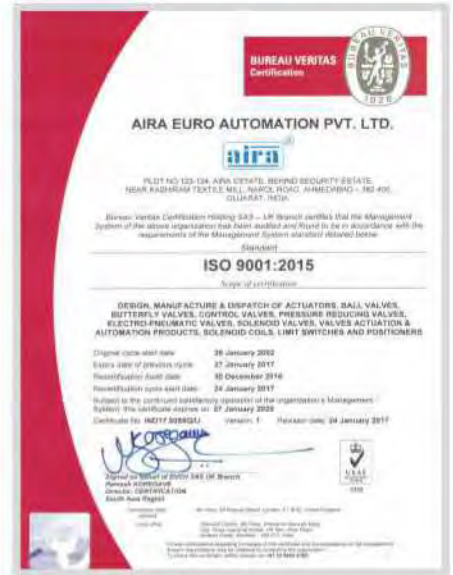 BUREAU VERITAS
Certification
BUREAU VERITAS
1828
AIRA EURO AUTOMATION PVT. LTD.
aira
PLOT NO 123-124, AIRA ESTATE, BEHIND SECURITY ESTATE,
NEAR KASHIRAM TEXTILE MILL, NAROL ROAD, AHMEDABAD – 382 405,
GUJARAT, INDIA
Bureau Veritas Certification Holding SAS – UK Branch certifies that the Management
System of the above organisation has been audited and found to be in accordance with the
requirements of the Management System standard detailed below
Standard
ISO 9001:2015
Scope of certification
DESIGN, MANUFACTURE & DISPATCH OF ACTUATORS, BALL VALVES,
BUTTERFLY VALVES, CONTROL VALVES, PRESSURE REDUCING VALVES,
ELECTRO-PNEUMATIC VALVES, SOLENOID VALVES, VALVES ACTUATION &
AUTOMATION PRODUCTS, SOLENOID COILS, LIMIT SWITCHES AND POSITIONERS
Original cycle start date: 28 January 2002
Expiry date of previous cycle: 27 January 2017
Recertification Audit date: 30 December 2016
Recertification cycle start date: 24 January 2017
Subject to the continued satisfactory operation of the organisation's Management
System, this certificate expires on: 27 January 2020
Certificate No. Version: 1 Revision date: 24 January 2017
Signed on behalf of BVCH SAS UK Branch
Ramesh KOREGAVE
Director: CERTIFICATION
South Asia Region
UKAS